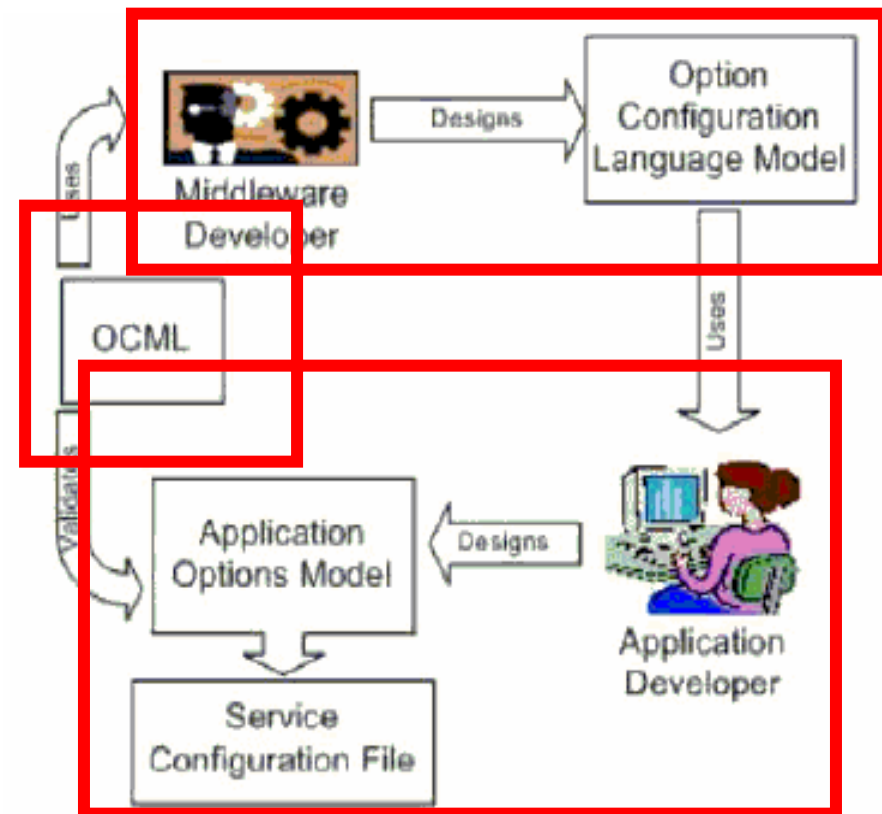 Designs
Option
Configuration
Language Model
Uses
Middleware
Developer
OCML
Uses
Validates
Application
Options Model
Designs
Application
Developer
Service
Configuration File